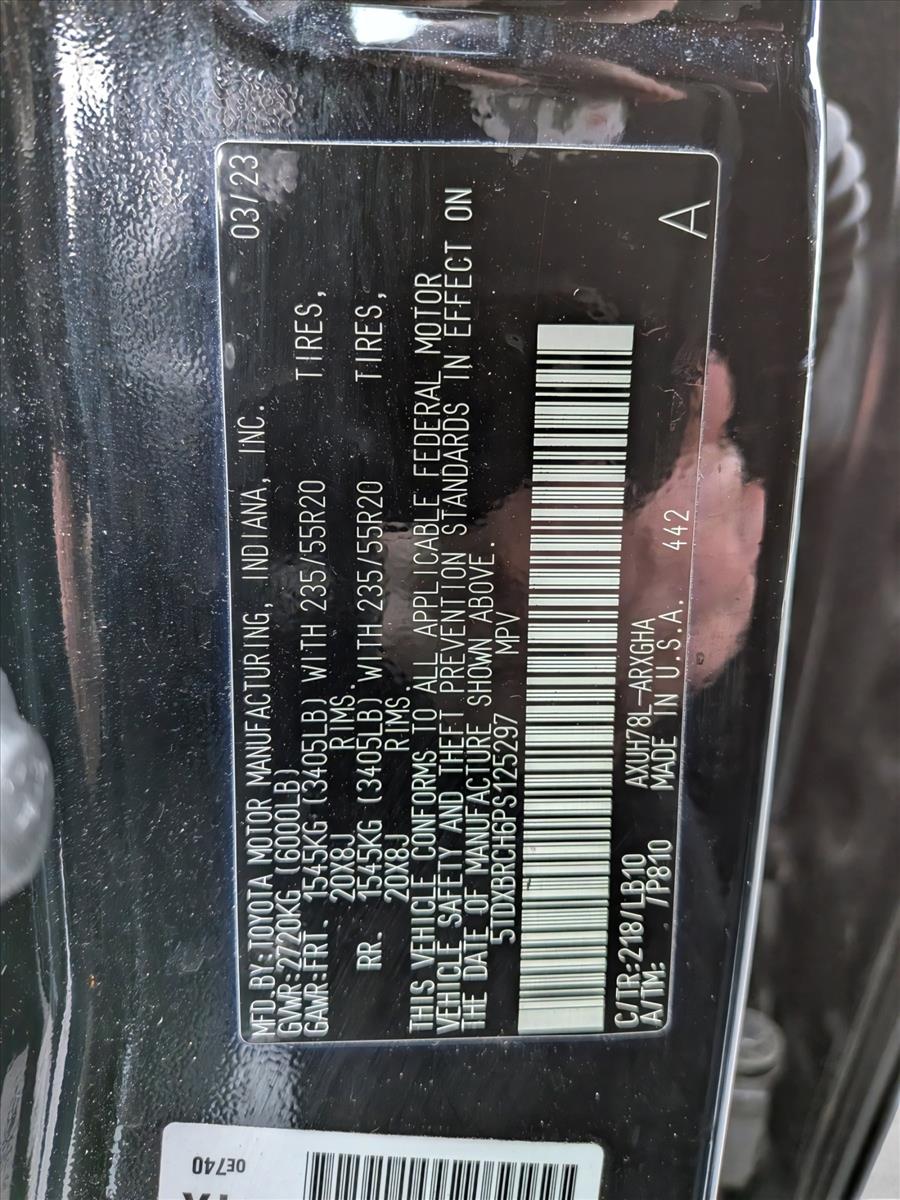 MFD.BY:TOYOTA MOTOR MANUFACTURING, INDIANA, INC. 03/23
GVWR:2720KG (6000LB)
GAWR:FRT. 1545KG (3405LB) WITH 235/55R20 TIRES,
20X8J RIMS.
RR. 1545KG (3405LB) WITH 235/55R20 TIRES,
20X8J RIMS.
THIS VEHICLE CONFORMS TO ALL APPLICABLE FEDERAL MOTOR
VEHICLE SAFETY AND THEFT PREVENTION STANDARDS IN EFFECT ON
THE DATE OF MANUFACTURE SHOWN ABOVE.
5TDXBRCH6PS125297 MPV
C/TR:218/LB10 AXUH78L-ARXGHA
A/TM: /P810 MADE IN U.S.A. 442 A
0E740